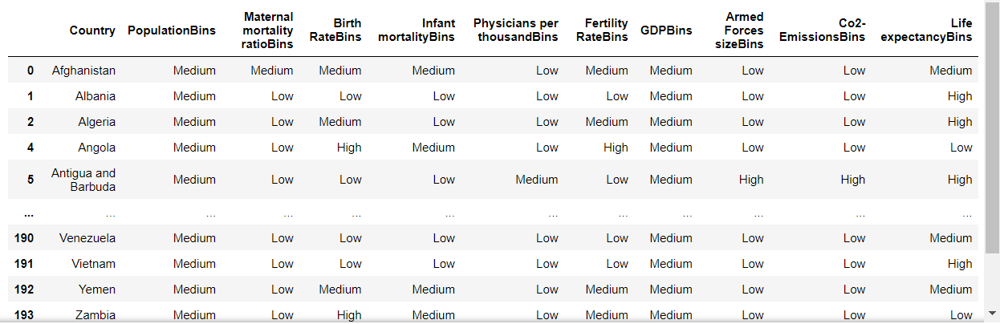 Country PopulationBins Maternal mortality ratioBins Birth RateBins Infant mortalityBins Physicians per thousandBins Fertility RateBins GDPBins Armed Forces sizeBins Co2-EmissionsBins Life expectancyBins
0 Afghanistan Medium Medium Medium Medium Low Medium Medium Low Low Medium
1 Albania Medium Low Low Low Low Low Medium Low Low High
2 Algeria Medium Low Medium Low Low Medium Medium Low Low High
4 Angola Medium Low High Medium Low High Medium Low Low Low
5 Antigua and Barbuda Medium Low Low Low Medium Low Medium High High High
... ... ... ... ... ... ... ... ... ... ... ...
190 Venezuela Medium Low Low Low Low Low Medium Low Low Medium
191 Vietnam Medium Low Low Low Low Low Medium Low Low High
192 Yemen Medium Low Medium Medium Low Medium Medium Low Low Medium
193 Zambia Medium Low High Medium Low Medium Medium Low Low Low